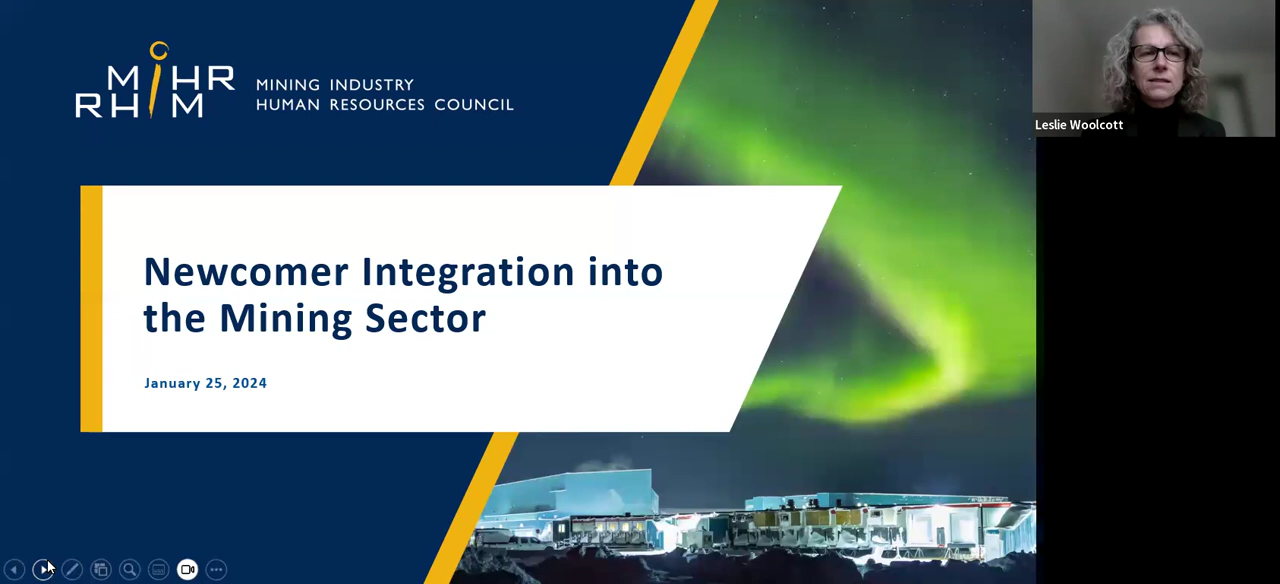 MiHR
RHiM
MINING INDUSTRY
HUMAN RESOURCES COUNCIL
Leslie Woolcott
Newcomer Integration into
the Mining Sector
January 25, 2024